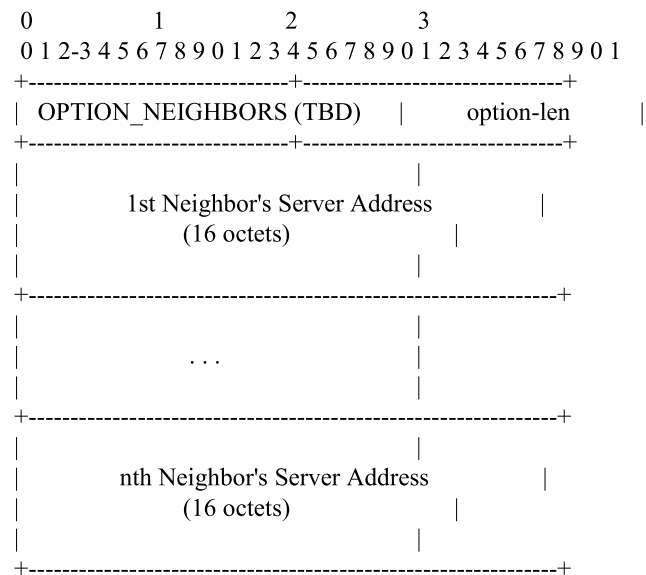 0 1 2 3
0 1 2-3 4 5 6 7 8 9 0 1 2 3 4 5 6 7 8 9 0 1 2 3 4 5 6 7 8 9 0 1
+-------------------------------+-------------------------------+
| OPTION_NEIGHBORS (TBD) | option-len |
+-------------------------------+-------------------------------+
| |
| 1st Neighbor's Server Address |
| (16 octets) |
| |
+---------------------------------------------------------------+
| |
| . . . |
| |
+---------------------------------------------------------------+
| |
| nth Neighbor's Server Address |
| (16 octets) |
| |
+---------------------------------------------------------------+